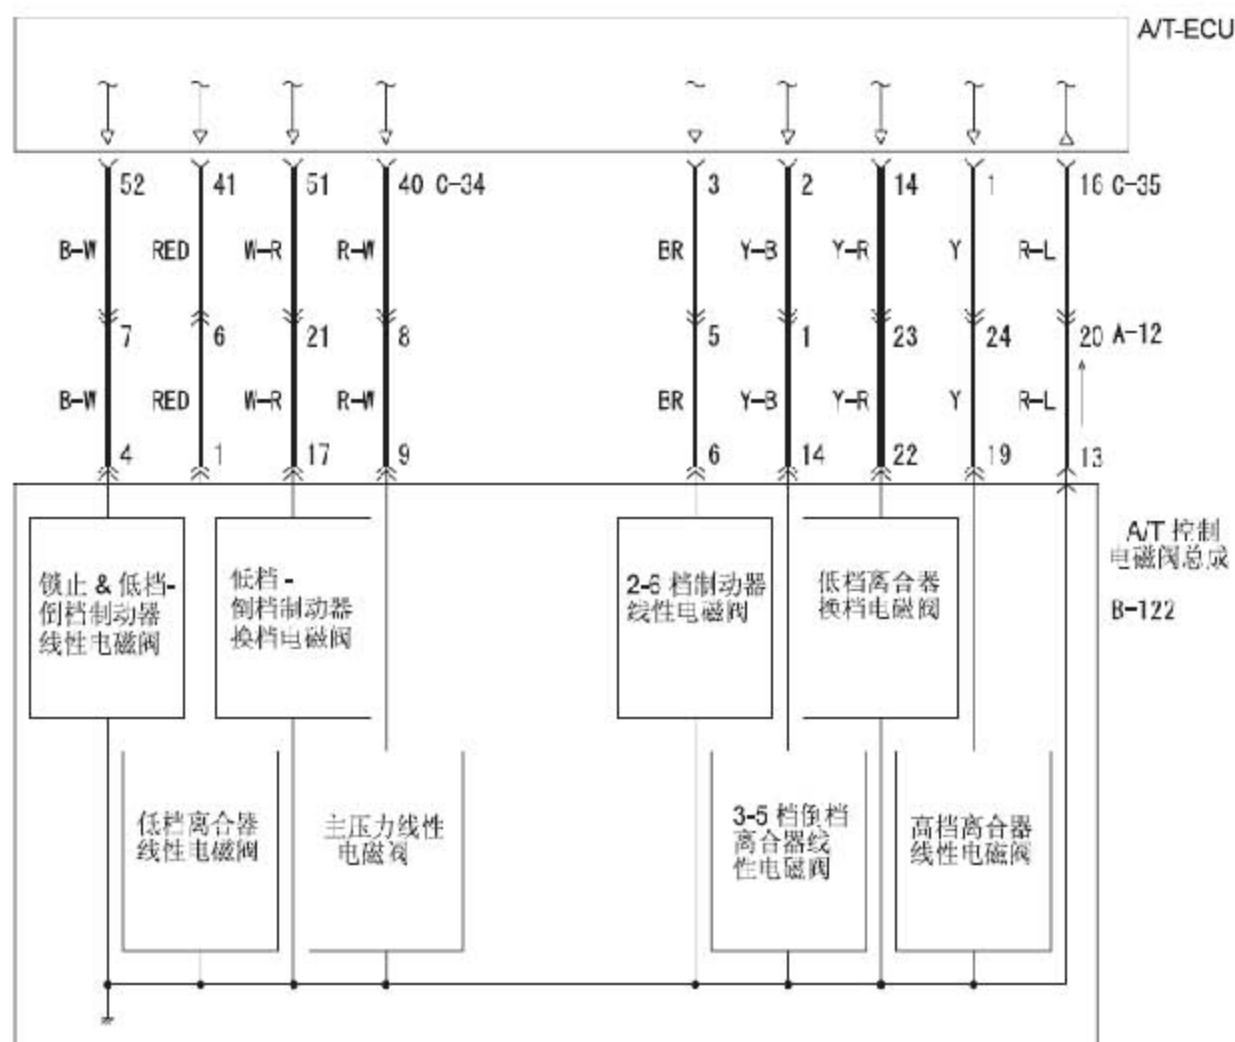 A/T-ECU
52 41 51 40 C-34 3 2 14 1 16 C-35
B-W RED W-R R-W BR Y-B Y-R Y R-L
7 6 21 8 5 1 23 24 20 A-12
B-W RED W-R R-W BR Y-B Y-R Y R-L
4 1 17 9 6 14 22 19 13
锁止 & 低档-
倒档制动器
线性电磁阀
低档 -
倒档制动器
换档电磁阀
2-6 档制动器
线性电磁阀
低档离合器
换档电磁阀
A/T 控制
电磁阀总成
B-122
低档离合器
线性电磁阀
主压力线性
电磁阀
3-5 档倒档
离合器线
性电磁阀
高档离合器
线性电磁阀